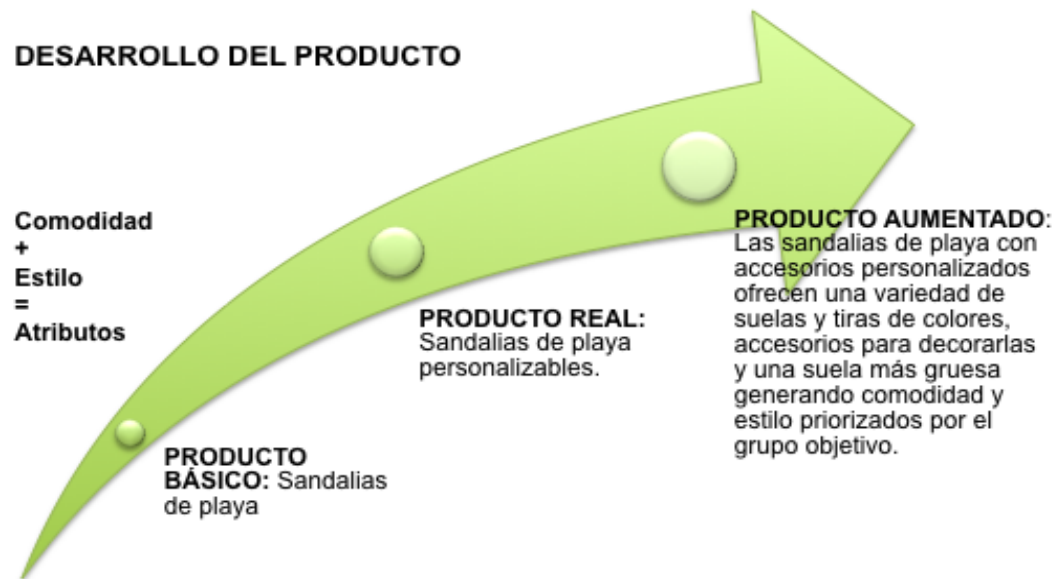 DESARROLLO DEL PRODUCTO
Comodidad
+
Estilo
=
Atributos
PRODUCTO
BÁSICO: Sandalias
de playa
PRODUCTO REAL:
Sandalias de playa
personalizables.
PRODUCTO AUMENTADO:
Las sandalias de playa con
accesorios personalizados
ofrecen una variedad de
suelas y tiras de colores,
accesorios para decorarlas
y una suela más gruesa
generando comodidad y
estilo priorizados por el
grupo objetivo.